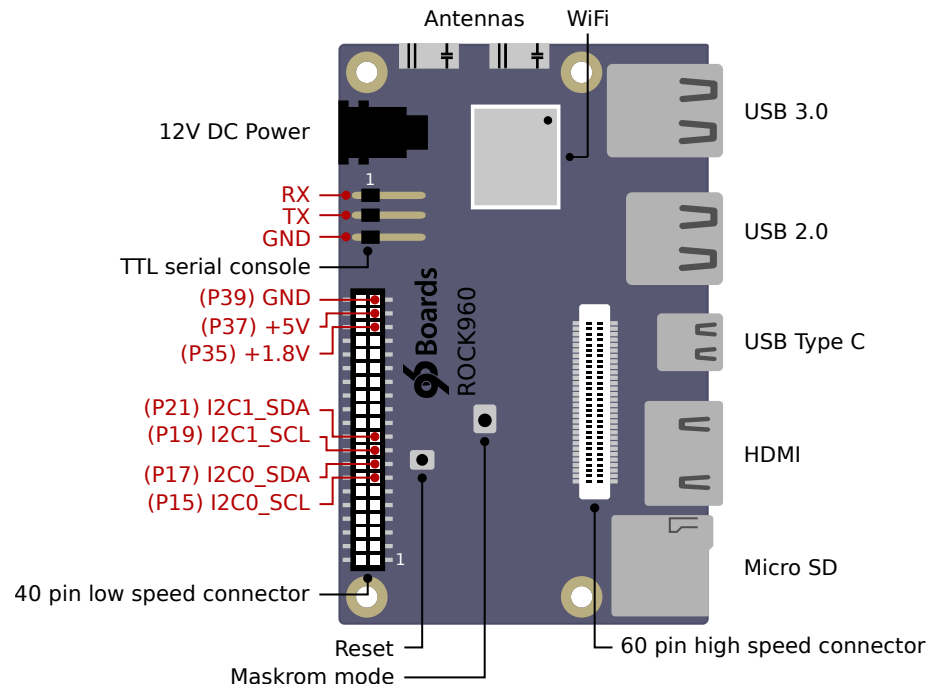 Antennas
WiFi
12V DC Power
USB 3.0
1
RX
TX
GND
TTL serial console
USB 2.0
(P39) GND
(P37) +5V
(P35) +1.8V
96Boards
ROCK960
USB Type C
(P21) I2C1_SDA
(P19) I2C1_SCL
(P17) I2C0_SDA
(P15) I2C0_SCL
HDMI
1
Micro SD
40 pin low speed connector
Reset
Maskrom mode
60 pin high speed connector